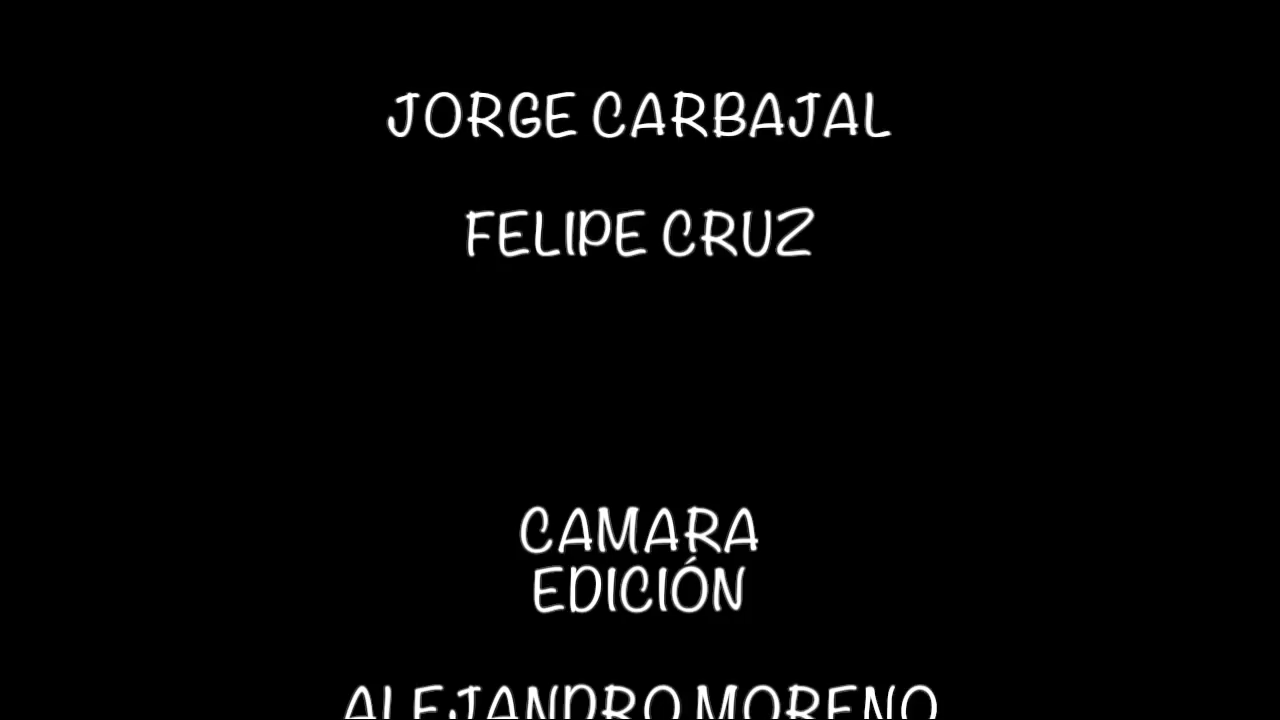 JORGE CARBAJAL
FELIPE CRUZ
CAMARA
EDICIÓN
ALEJANDRO MORENO